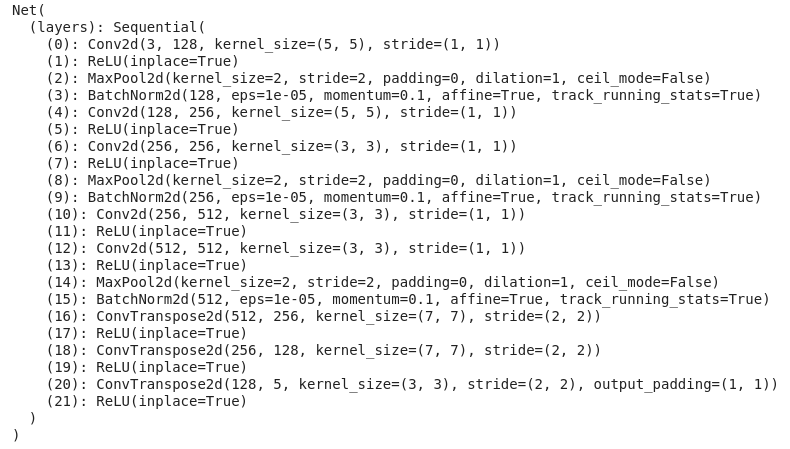 Net(
  (layers): Sequential(
    (0): Conv2d(3, 128, kernel_size=(5, 5), stride=(1, 1))
    (1): ReLU(inplace=True)
    (2): MaxPool2d(kernel_size=2, stride=2, padding=0, dilation=1, ceil_mode=False)
    (3): BatchNorm2d(128, eps=1e-05, momentum=0.1, affine=True, track_running_stats=True)
    (4): Conv2d(128, 256, kernel_size=(5, 5), stride=(1, 1))
    (5): ReLU(inplace=True)
    (6): Conv2d(256, 256, kernel_size=(3, 3), stride=(1, 1))
    (7): ReLU(inplace=True)
    (8): MaxPool2d(kernel_size=2, stride=2, padding=0, dilation=1, ceil_mode=False)
    (9): BatchNorm2d(256, eps=1e-05, momentum=0.1, affine=True, track_running_stats=True)
    (10): Conv2d(256, 512, kernel_size=(3, 3), stride=(1, 1))
    (11): ReLU(inplace=True)
    (12): Conv2d(512, 512, kernel_size=(3, 3), stride=(1, 1))
    (13): ReLU(inplace=True)
    (14): MaxPool2d(kernel_size=2, stride=2, padding=0, dilation=1, ceil_mode=False)
    (15): BatchNorm2d(512, eps=1e-05, momentum=0.1, affine=True, track_running_stats=True)
    (16): ConvTranspose2d(512, 256, kernel_size=(7, 7), stride=(2, 2))
    (17): ReLU(inplace=True)
    (18): ConvTranspose2d(256, 128, kernel_size=(7, 7), stride=(2, 2))
    (19): ReLU(inplace=True)
    (20): ConvTranspose2d(128, 5, kernel_size=(3, 3), stride=(2, 2), output_padding=(1, 1))
    (21): ReLU(inplace=True)
  )
)